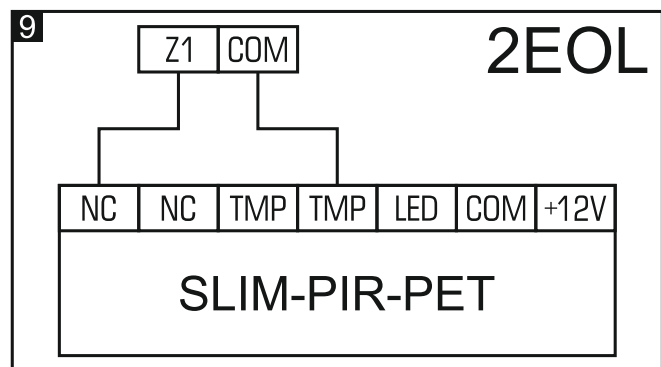 9
Z1 COM 2EOL
NC NC TMP TMP LED COM +12V
SLIM-PIR-PET